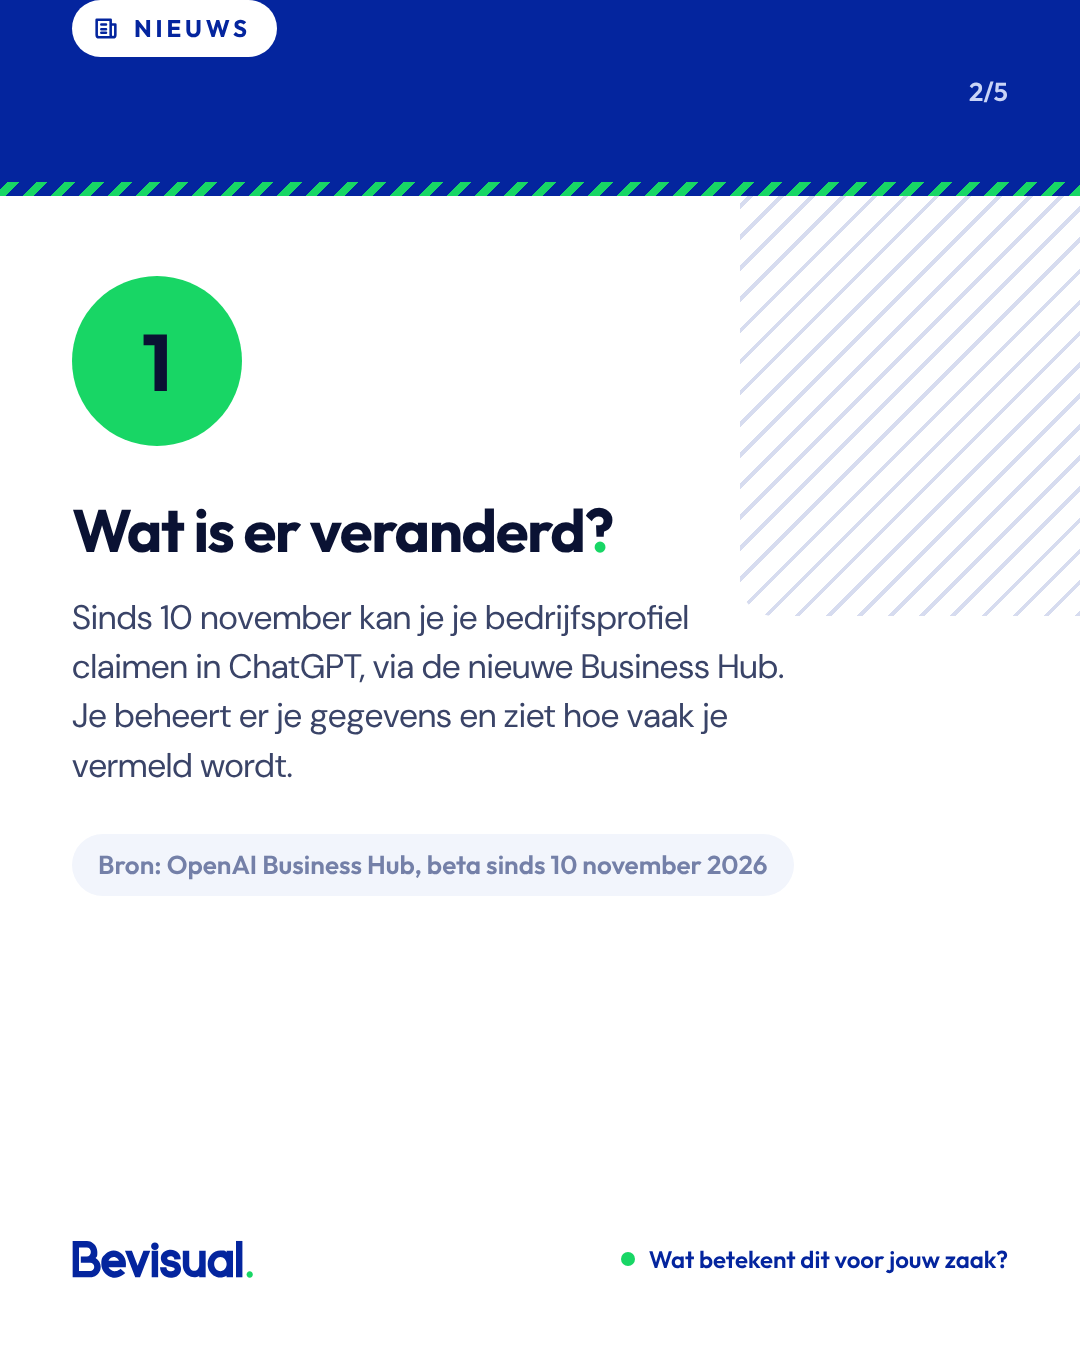 NIEUWS
2/5
1
Wat is er veranderd?
Sinds 10 november kan je je bedrijfsprofiel
claimen in ChatGPT, via de nieuwe Business Hub.
Je beheert er je gegevens en ziet hoe vaak je
vermeld wordt.
Bron: OpenAI Business Hub, beta sinds 10 november 2026
Bevisual.
Wat betekent dit voor jouw zaak?